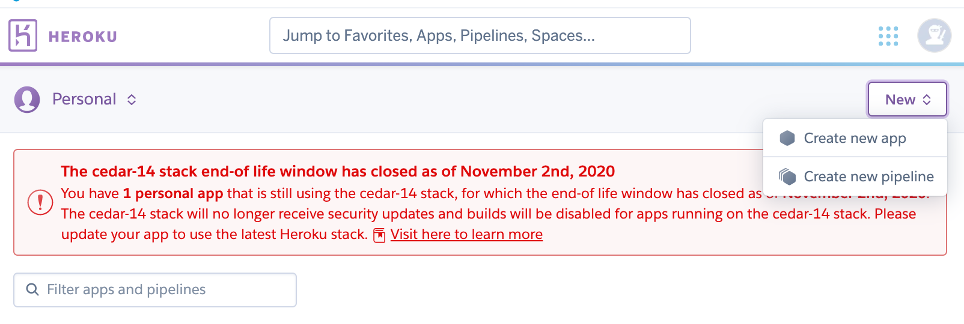 HEROKU
Jump to Favorites, Apps, Pipelines, Spaces...
Personal
New
Create new app
Create new pipeline
The cedar-14 stack end-of life window has closed as of November 2nd, 2020
You have 1 personal app that is still using the cedar-14 stack, for which the end-of life window has closed as November 2nd, 2020.
The cedar-14 stack will no longer receive security updates and builds will be disabled for apps running on the cedar-14 stack. Please
update your app to use the latest Heroku stack. Visit here to learn more
Filter apps and pipelines